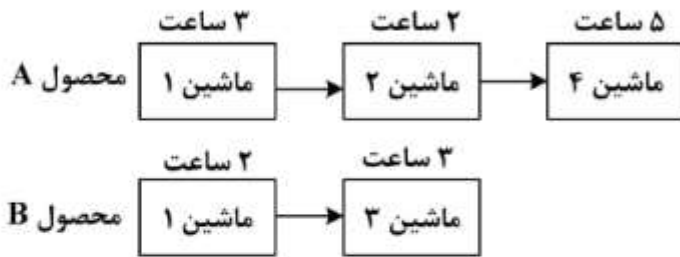 ۳ ساعت ۲ ساعت ۵ ساعت
محصول A ماشین ۱ ماشین ۲ ماشین ۴
۲ ساعت ۳ ساعت
محصول B ماشین ۱ ماشین ۳